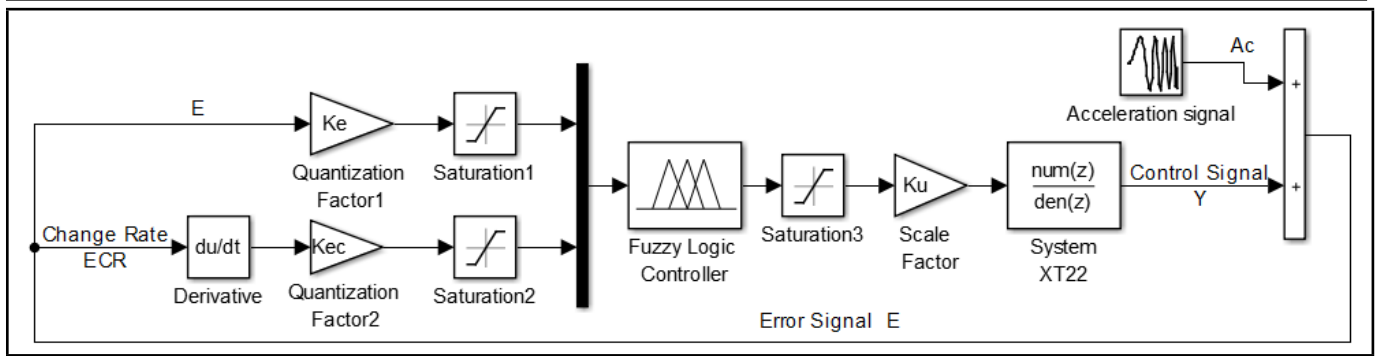 Ac
Acceleration signal
+
E
Ke
Quantization
Factor1
Saturation1
Fuzzy Logic
Controller
Saturation3
Ku
Scale
Factor
num(z)
den(z)
System
XT22
Control Signal
Y
+
Change Rate
ECR
du/dt
Derivative
Kec
Quantization
Factor2
Saturation2
Error Signal E